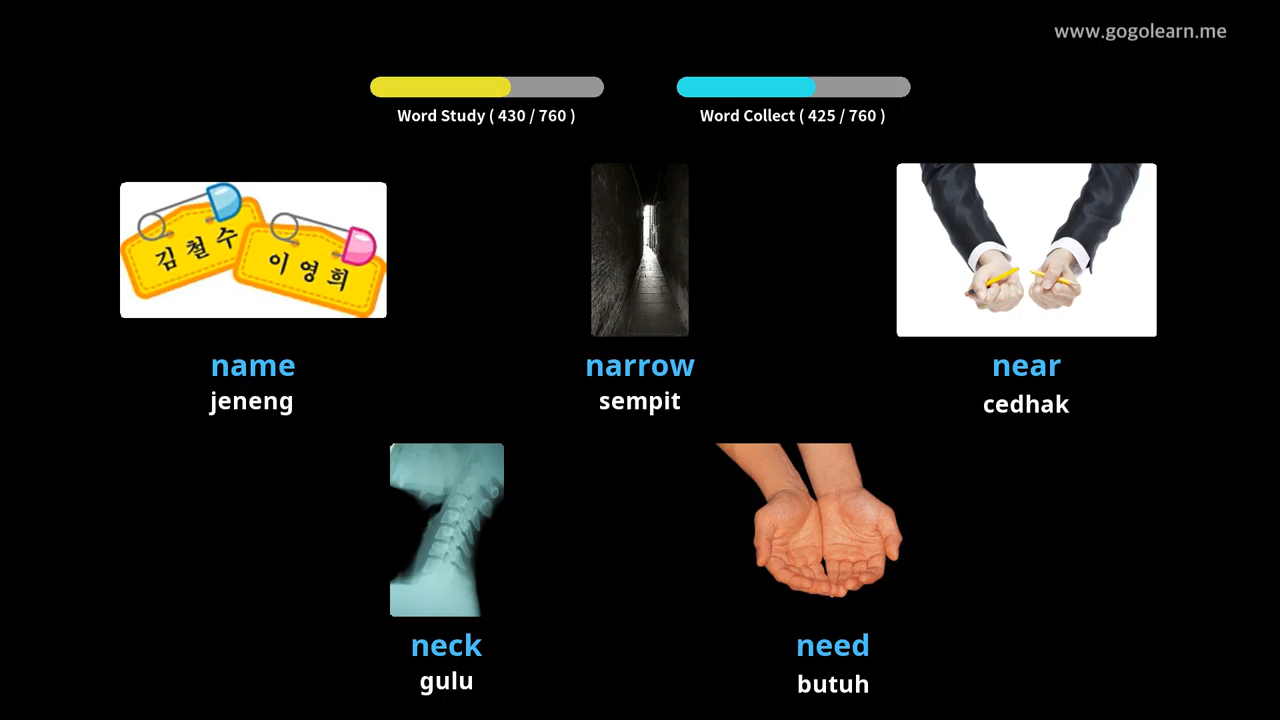 www.gogolearn.me
Word Study ( 430 / 760 )
Word Collect ( 425 / 760 )
김철수
이영희
name
jeneng
narrow
sempit
near
cedhak
neck
gulu
need
butuh